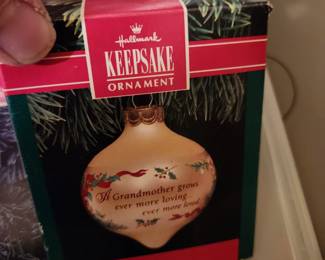 Hallmark
KEEPSAKE
ORNAMENT
A Grandmother grows
ever more loving
ever more loved